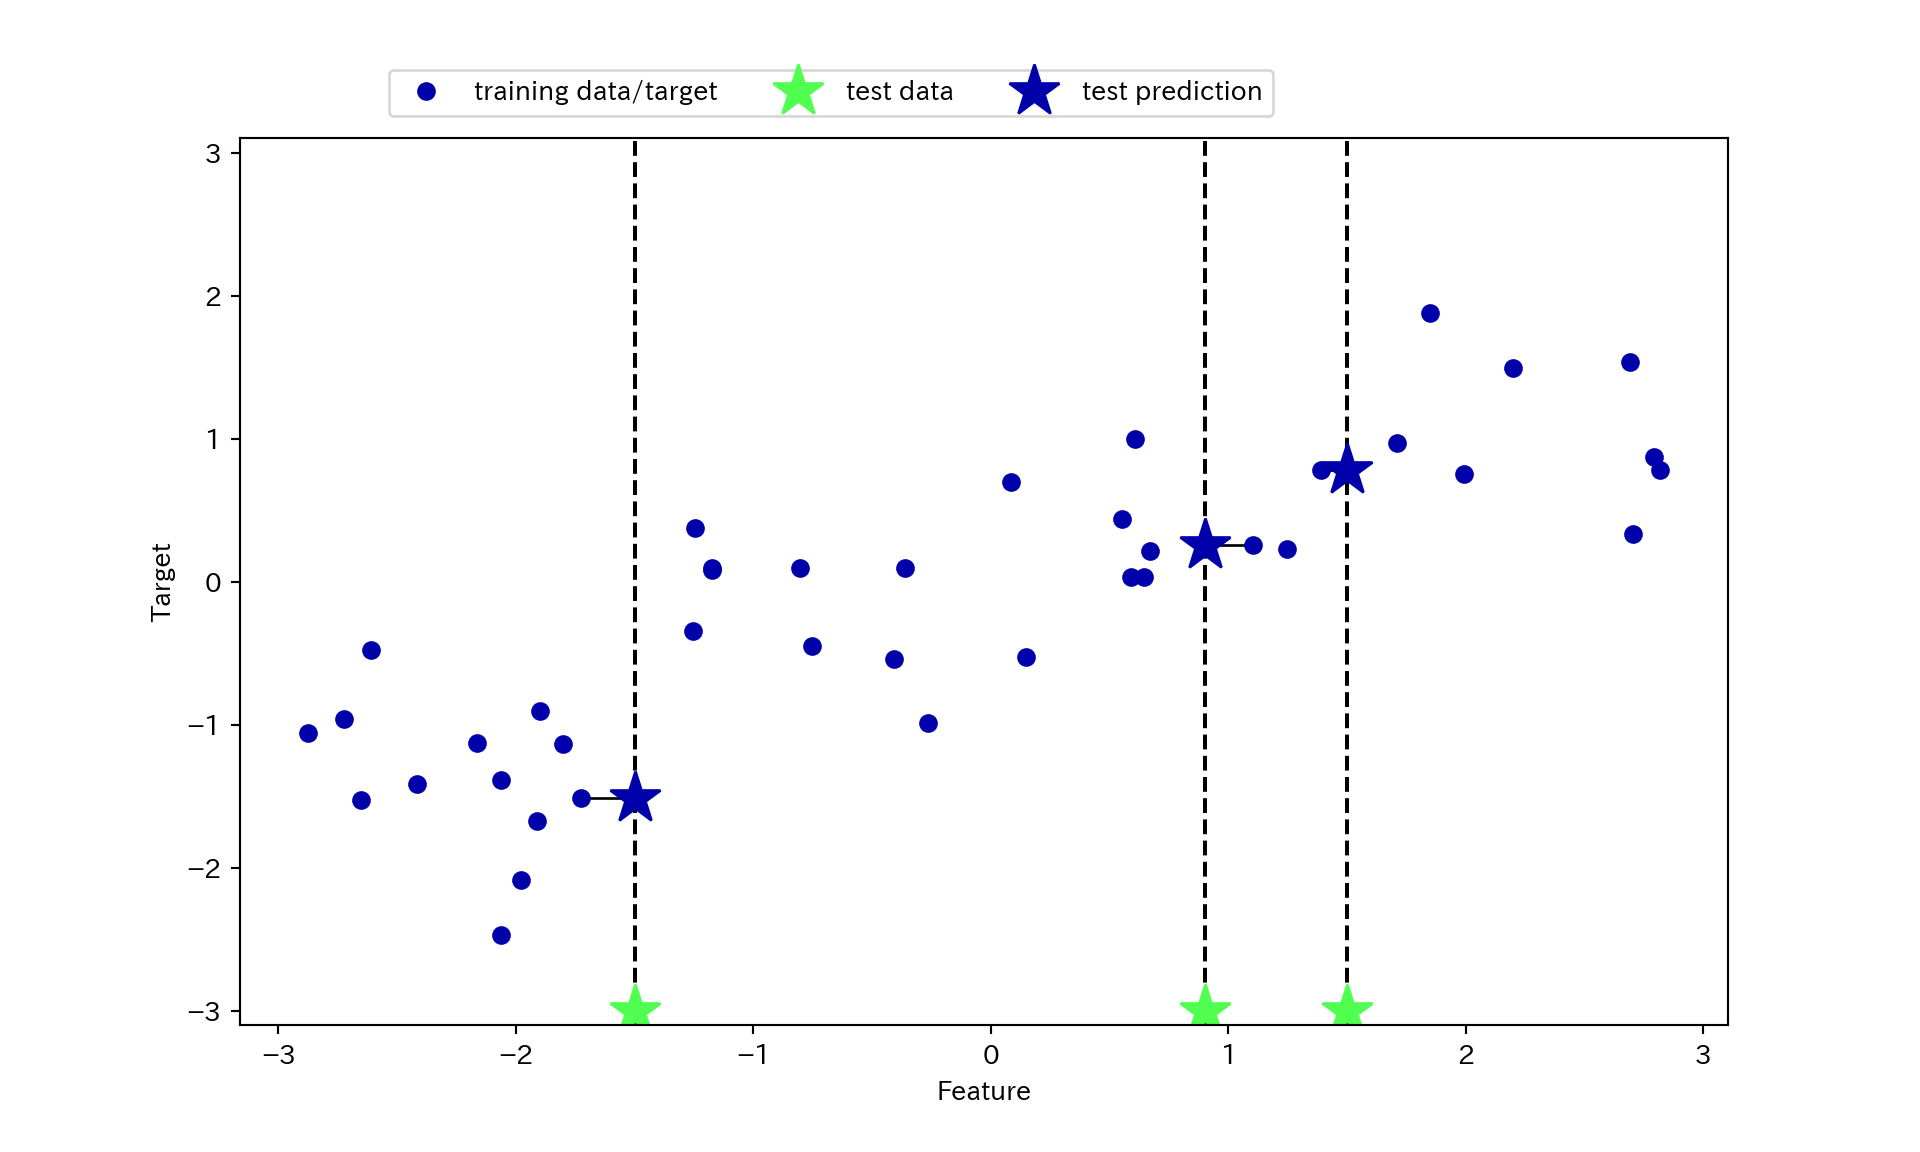 training data/target test data test prediction
3
2
1
0
−1
−2
−3
Target
−3 −2 −1 0 1 2 3
Feature